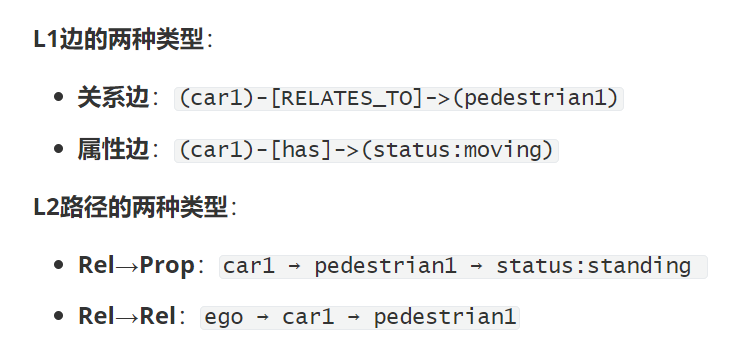 L1边的两种类型：
• 关系边：(car1)-[RELATES_TO]->(pedestrian1)
• 属性边：(car1)-[has]->(status:moving)
L2路径的两种类型：
• Rel→Prop：car1 → pedestrian1 → status:standing
• Rel→Rel：ego → car1 → pedestrian1